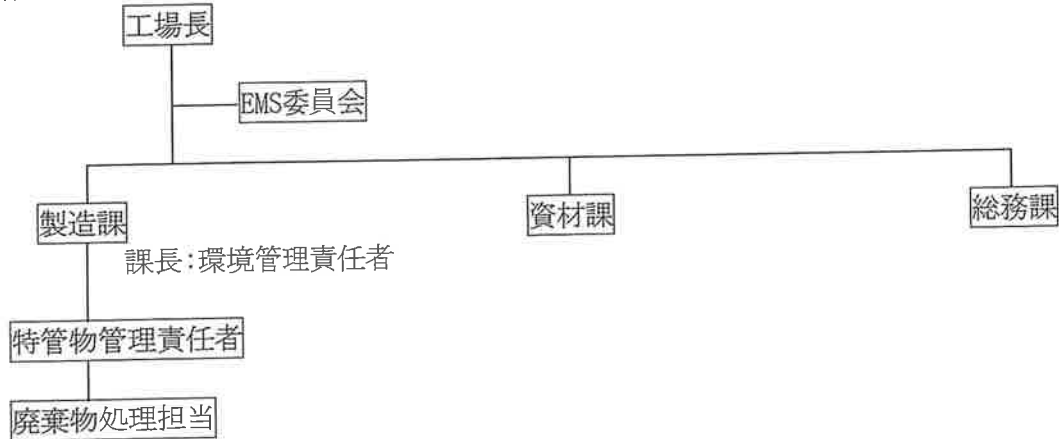 工場長
EMS委員会
製造課
資材課
総務課
課長：環境管理責任者
特管物管理責任者
廃棄物処理担当